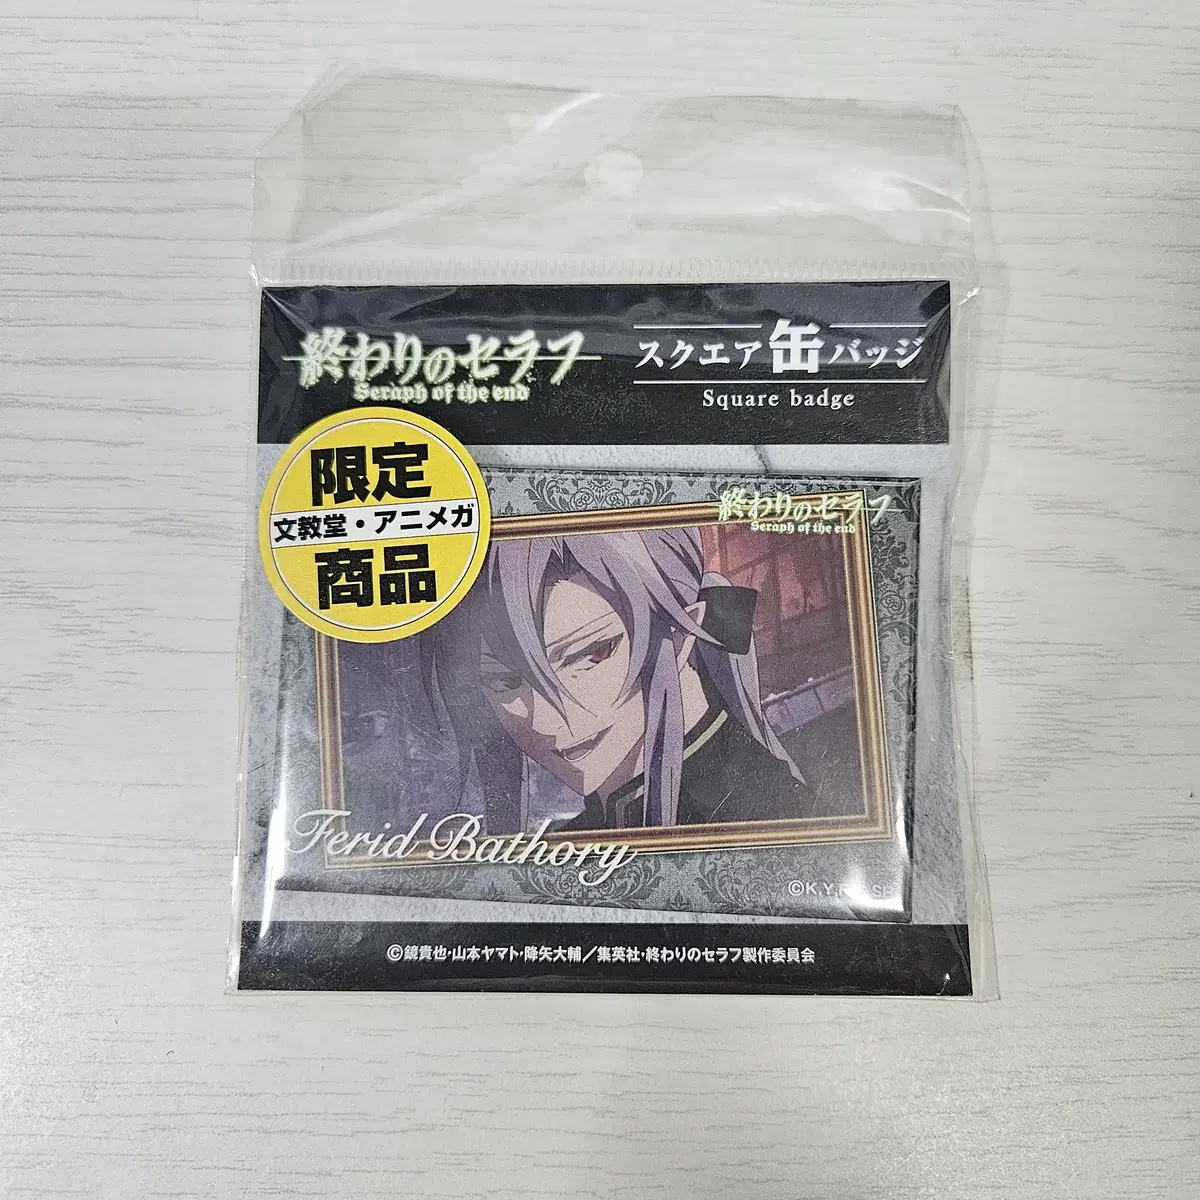 終わりのセラフ
Seraph of the end
スクエア缶バッジ
Square badge
限定
文教堂・アニメガ
商品
終わりのセラフ
Seraph of the end
Ferid Bathory
©鏡貴也・山本ヤマト・降矢大輔／集英社・終わりのセラフ製作委員会